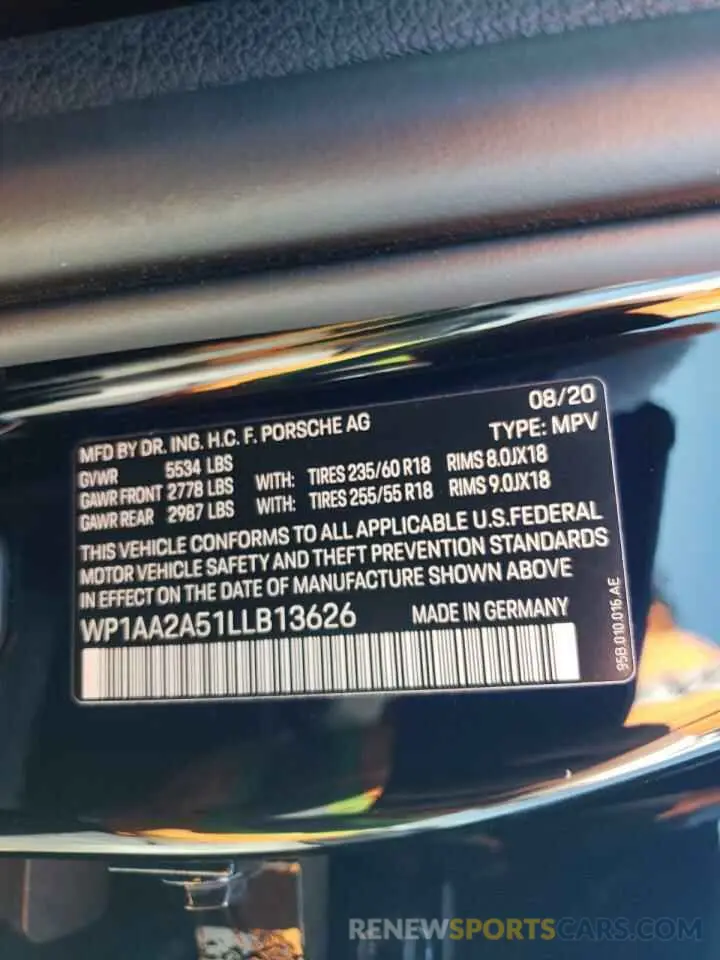 08/20
MFD BY DR. ING. H.C. F. PORSCHE AG TYPE: MPV
GVWR 5534 LBS
GAWR FRONT 2778 LBS WITH: TIRES 235/60 R18 RIMS 8.0JX18
GAWR REAR 2987 LBS WITH: TIRES 255/55 R18 RIMS 9.0JX18
THIS VEHICLE CONFORMS TO ALL APPLICABLE U.S.FEDERAL
MOTOR VEHICLE SAFETY AND THEFT PREVENTION STANDARDS
IN EFFECT ON THE DATE OF MANUFACTURE SHOWN ABOVE
WP1AA2A51LLB13626 MADE IN GERMANY
95B.010.016.AE
RENEWSPORTSCARS.COM